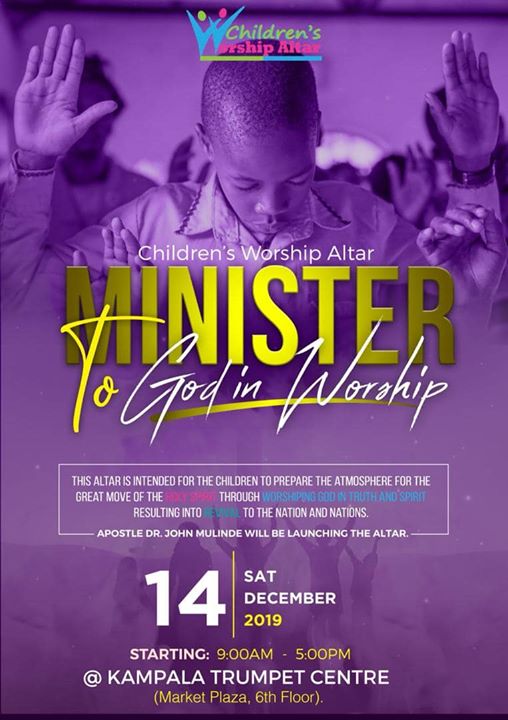 Children's
Worship Altar
Children's Worship Altar
MINISTER
To God in Worship
THIS ALTAR IS INTENDED FOR THE CHILDREN TO PREPARE THE ATMOSPHERE FOR THE
GREAT MOVE OF THE HOLY SPIRIT THROUGH WORSHIPING GOD IN TRUTH AND SPIRIT
RESULTING INTO REVIVAL TO THE NATION AND NATIONS.
APOSTLE DR. JOHN MULINDE WILL BE LAUNCHING THE ALTAR.
14
SAT
DECEMBER
2019
STARTING: 9:00AM - 5:00PM
@ KAMPALA TRUMPET CENTRE
(Market Plaza, 6th Floor).